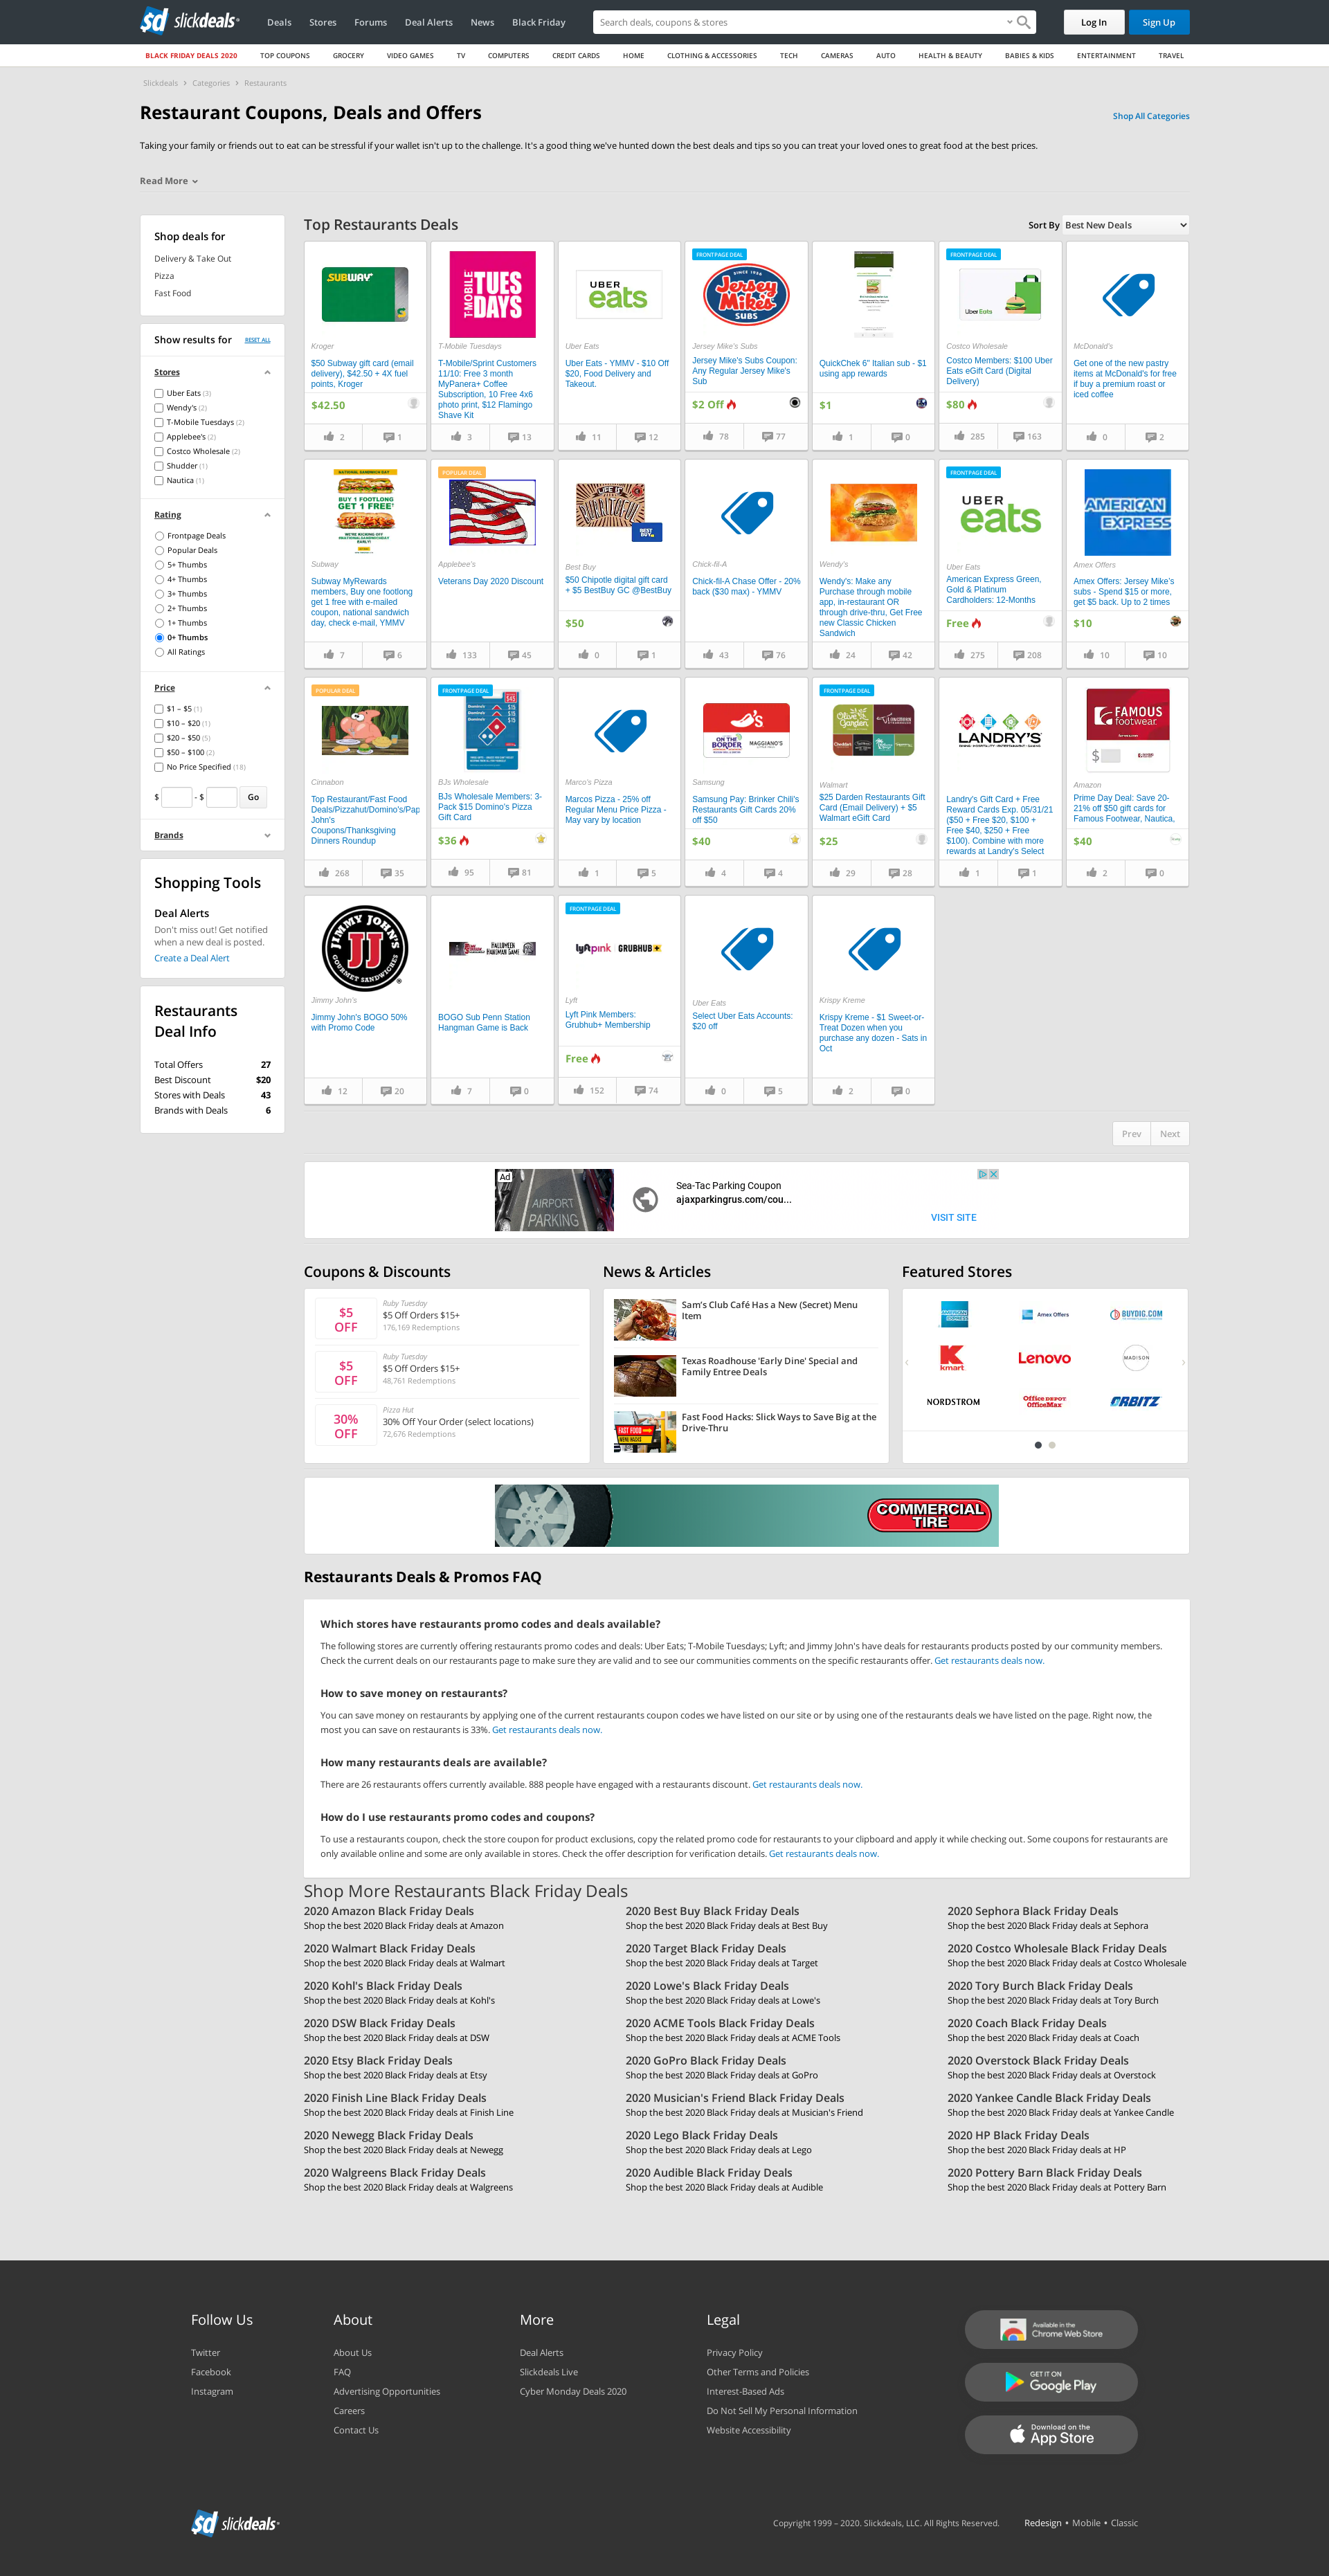 slickdeals
Deals Stores Forums Deal Alerts News Black Friday
Search deals, coupons & stores
Log In
Sign Up
BLACK FRIDAY DEALS 2020 TOP COUPONS GROCERY VIDEO GAMES TV COMPUTERS CREDIT CARDS HOME CLOTHING & ACCESSORIES TECH CAMERAS AUTO HEALTH & BEAUTY BABIES & KIDS ENTERTAINMENT TRAVEL
Slickdeals > Categories > Restaurants
Restaurant Coupons, Deals and Offers
Shop All Categories
Taking your family or friends out to eat can be stressful if your wallet isn't up to the challenge. It's a good thing we've hunted down the best deals and tips so you can treat your loved ones to great food at the best prices.
Read More
Shop deals for
Delivery & Take Out
Pizza
Fast Food
Show results for
RESET ALL
Stores
Uber Eats (3)
Wendy's (2)
T-Mobile Tuesdays (2)
Applebee's (2)
Costco Wholesale (2)
Shudder (1)
Nautica (1)
Rating
Frontpage Deals
Popular Deals
5+ Thumbs
4+ Thumbs
3+ Thumbs
2+ Thumbs
1+ Thumbs
0+ Thumbs
All Ratings
Price
$1 – $5 (1)
$10 – $20 (1)
$20 – $50 (5)
$50 – $100 (2)
No Price Specified (18)
$ - $ Go
Brands
Shopping Tools
Deal Alerts
Don't miss out! Get notified
when a new deal is posted.
Create a Deal Alert
Restaurants
Deal Info
Total Offers 27
Best Discount $20
Stores with Deals 43
Brands with Deals 6
Top Restaurants Deals
Sort By Best New Deals
SUBWAY
Kroger
$50 Subway gift card (email
delivery), $42.50 + 4X fuel
points, Kroger
$42.50
2 1
T-MOBILE
TUES
DAYS
T-Mobile Tuesdays
T-Mobile/Sprint Customers
11/10: Free 3 month
MyPanera+ Coffee
Subscription, 10 Free 4x6
photo print, $12 Flamingo
Shave Kit
3 13
UBER
eats
Uber Eats
Uber Eats - YMMV - $10 Off
$20, Food Delivery and
Takeout.
11 12
FRONTPAGE DEAL
SINCE 1956
Jersey
Mike's
SUBS
Jersey Mike's Subs
Jersey Mike's Subs Coupon:
Any Regular Jersey Mike's
Sub
$2 Off
78 77
QuickChek 6" Italian sub - $1
using app rewards
$1
1 0
FRONTPAGE DEAL
Uber Eats
Costco Wholesale
Costco Members: $100 Uber
Eats eGift Card (Digital
Delivery)
$80
285 163
McDonald's
Get one of the new pastry
items at McDonald's for free
if buy a premium roast or
iced coffee
0 2
NATIONAL SANDWICH DAY
BUY 1 FOOTLONG
GET 1 FREE
WE'RE KICKING OFF
#NATIONALSANDWICHDAY
EARLY!
Subway
Subway MyRewards
members, Buy one footlong
get 1 free with e-mailed
coupon, national sandwich
day, check e-mail, YMMV
7 6
POPULAR DEAL
Applebee's
Veterans Day 2020 Discount
133 45
BEST
BUY
Best Buy
$50 Chipotle digital gift card
+ $5 BestBuy GC @BestBuy
$50
0 1
Chick-fil-A
Chick-fil-A Chase Offer - 20%
back ($30 max) - YMMV
43 76
Wendy's
Wendy's: Make any
Purchase through mobile
app, in-restaurant OR
through drive-thru, Get Free
new Classic Chicken
Sandwich
24 42
FRONTPAGE DEAL
UBER
eats
Uber Eats
American Express Green,
Gold & Platinum
Cardholders: 12-Months
Free
275 208
AMERICAN
EXPRESS
Amex Offers
Amex Offers: Jersey Mike's
subs - Spend $15 or more,
get $5 back. Up to 2 times
$10
10 10
POPULAR DEAL
Cinnabon
Top Restaurant/Fast Food
Deals/Pizzahut/Domino's/Pap
John's
Coupons/Thanksgiving
Dinners Roundup
268 35
FRONTPAGE DEAL
$45
Domino's $15
Domino's $15
Domino's $15
BJs Wholesale
BJs Wholesale Members: 3-
Pack $15 Domino's Pizza
Gift Card
$36
95 81
Marco's Pizza
Marcos Pizza - 25% off
Regular Menu Price Pizza -
May vary by location
1 5
ON THE
BORDER
MAGGIANO'S
Samsung
Samsung Pay: Brinker Chili's
Restaurants Gift Cards 20%
off $50
$40
4 4
FRONTPAGE DEAL
Olive
Garden
LONGHORN
Walmart
$25 Darden Restaurants Gift
Card (Email Delivery) + $5
Walmart eGift Card
$25
29 28
LANDRY'S
Landry's Gift Card + Free
Reward Cards Exp. 05/31/21
($50 + Free $20, $100 +
Free $40, $250 + Free
$100). Combine with more
rewards at Landry's Select
1 1
FAMOUS
footwear
$
Amazon
Prime Day Deal: Save 20-
21% off $50 gift cards for
Famous Footwear, Nautica,
$40
2 0
JIMMY JOHN'S
JJ
GOURMET SANDWICHES
Jimmy John's
Jimmy John's BOGO 50%
with Promo Code
12 20
HALLOWEEN
HANGMAN GAME
BOGO Sub Penn Station
Hangman Game is Back
7 0
FRONTPAGE DEAL
lyft pink GRUBHUB+
Lyft
Lyft Pink Members:
Grubhub+ Membership
Free
152 74
Uber Eats
Select Uber Eats Accounts:
$20 off
0 5
Krispy Kreme
Krispy Kreme - $1 Sweet-or-
Treat Dozen when you
purchase any dozen - Sats in
Oct
2 0
Prev Next
Ad
AIRPORT
PARKING
Sea-Tac Parking Coupon
ajaxparkingrus.com/cou...
VISIT SITE
Coupons & Discounts
$5
OFF
Ruby Tuesday
$5 Off Orders $15+
176,169 Redemptions
$5
OFF
Ruby Tuesday
$5 Off Orders $15+
48,761 Redemptions
30%
OFF
Pizza Hut
30% Off Your Order (select locations)
72,676 Redemptions
News & Articles
Sam's Club Café Has a New (Secret) Menu
Item
Texas Roadhouse 'Early Dine' Special and
Family Entree Deals
FAST FOOD
MENU HACKS
Fast Food Hacks: Slick Ways to Save Big at the
Drive-Thru
Featured Stores
AMERICAN
EXPRESS
Amex Offers
BUYDIG.COM
kmart
Lenovo
MADISON
NORDSTROM
Office DEPOT
OfficeMax
ORBITZ
COMMERCIAL
TIRE
Restaurants Deals & Promos FAQ
Which stores have restaurants promo codes and deals available?
The following stores are currently offering restaurants promo codes and deals: Uber Eats; T-Mobile Tuesdays; Lyft; and Jimmy John's have deals for restaurants products posted by our community members.
Check the current deals on our restaurants page to make sure they are valid and to see our communities comments on the specific restaurants offer. Get restaurants deals now.
How to save money on restaurants?
You can save money on restaurants by applying one of the current restaurants coupon codes we have listed on our site or by using one of the restaurants deals we have listed on the page. Right now, the
most you can save on restaurants is 33%. Get restaurants deals now.
How many restaurants deals are available?
There are 26 restaurants offers currently available. 888 people have engaged with a restaurants discount. Get restaurants deals now.
How do I use restaurants promo codes and coupons?
To use a restaurants coupon, check the store coupon for product exclusions, copy the related promo code for restaurants to your clipboard and apply it while checking out. Some coupons for restaurants are
only available online and some are only available in stores. Check the offer description for verification details. Get restaurants deals now.
Shop More Restaurants Black Friday Deals
2020 Amazon Black Friday Deals
Shop the best 2020 Black Friday deals at Amazon
2020 Best Buy Black Friday Deals
Shop the best 2020 Black Friday deals at Best Buy
2020 Sephora Black Friday Deals
Shop the best 2020 Black Friday deals at Sephora
2020 Walmart Black Friday Deals
Shop the best 2020 Black Friday deals at Walmart
2020 Target Black Friday Deals
Shop the best 2020 Black Friday deals at Target
2020 Costco Wholesale Black Friday Deals
Shop the best 2020 Black Friday deals at Costco Wholesale
2020 Kohl's Black Friday Deals
Shop the best 2020 Black Friday deals at Kohl's
2020 Lowe's Black Friday Deals
Shop the best 2020 Black Friday deals at Lowe's
2020 Tory Burch Black Friday Deals
Shop the best 2020 Black Friday deals at Tory Burch
2020 DSW Black Friday Deals
Shop the best 2020 Black Friday deals at DSW
2020 ACME Tools Black Friday Deals
Shop the best 2020 Black Friday deals at ACME Tools
2020 Coach Black Friday Deals
Shop the best 2020 Black Friday deals at Coach
2020 Etsy Black Friday Deals
Shop the best 2020 Black Friday deals at Etsy
2020 GoPro Black Friday Deals
Shop the best 2020 Black Friday deals at GoPro
2020 Overstock Black Friday Deals
Shop the best 2020 Black Friday deals at Overstock
2020 Finish Line Black Friday Deals
Shop the best 2020 Black Friday deals at Finish Line
2020 Musician's Friend Black Friday Deals
Shop the best 2020 Black Friday deals at Musician's Friend
2020 Yankee Candle Black Friday Deals
Shop the best 2020 Black Friday deals at Yankee Candle
2020 Newegg Black Friday Deals
Shop the best 2020 Black Friday deals at Newegg
2020 Lego Black Friday Deals
Shop the best 2020 Black Friday deals at Lego
2020 HP Black Friday Deals
Shop the best 2020 Black Friday deals at HP
2020 Walgreens Black Friday Deals
Shop the best 2020 Black Friday deals at Walgreens
2020 Audible Black Friday Deals
Shop the best 2020 Black Friday deals at Audible
2020 Pottery Barn Black Friday Deals
Shop the best 2020 Black Friday deals at Pottery Barn
Follow Us
Twitter
Facebook
Instagram
About
About Us
FAQ
Advertising Opportunities
Careers
Contact Us
More
Deal Alerts
Slickdeals Live
Cyber Monday Deals 2020
Legal
Privacy Policy
Other Terms and Policies
Interest-Based Ads
Do Not Sell My Personal Information
Website Accessibility
Available in the
Chrome Web Store
GET IT ON
Google Play
Download on the
App Store
slickdeals
Copyright 1999 – 2020. Slickdeals, LLC. All Rights Reserved.
Redesign • Mobile • Classic